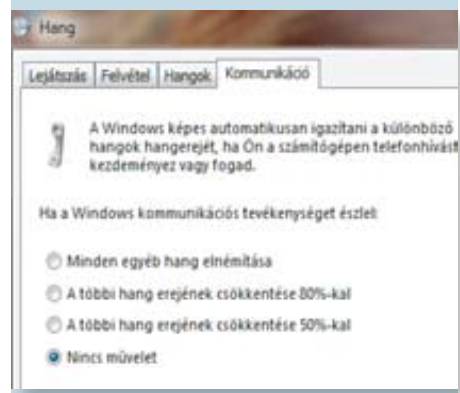 Hang
Lejátszás Felvétel Hangok Kommunikáció
A Windows képes automatikusan igazítani a különböző
hangok hangerejét, ha Ön a számítógépen telefonhívást
kezdeményez vagy fogad.
Ha a Windows kommunikációs tevékenységet észlel:
Minden egyéb hang elnémítása
A többi hang erejének csökkentése 80%-kal
A többi hang erejének csökkentése 50%-kal
Nincs művelet